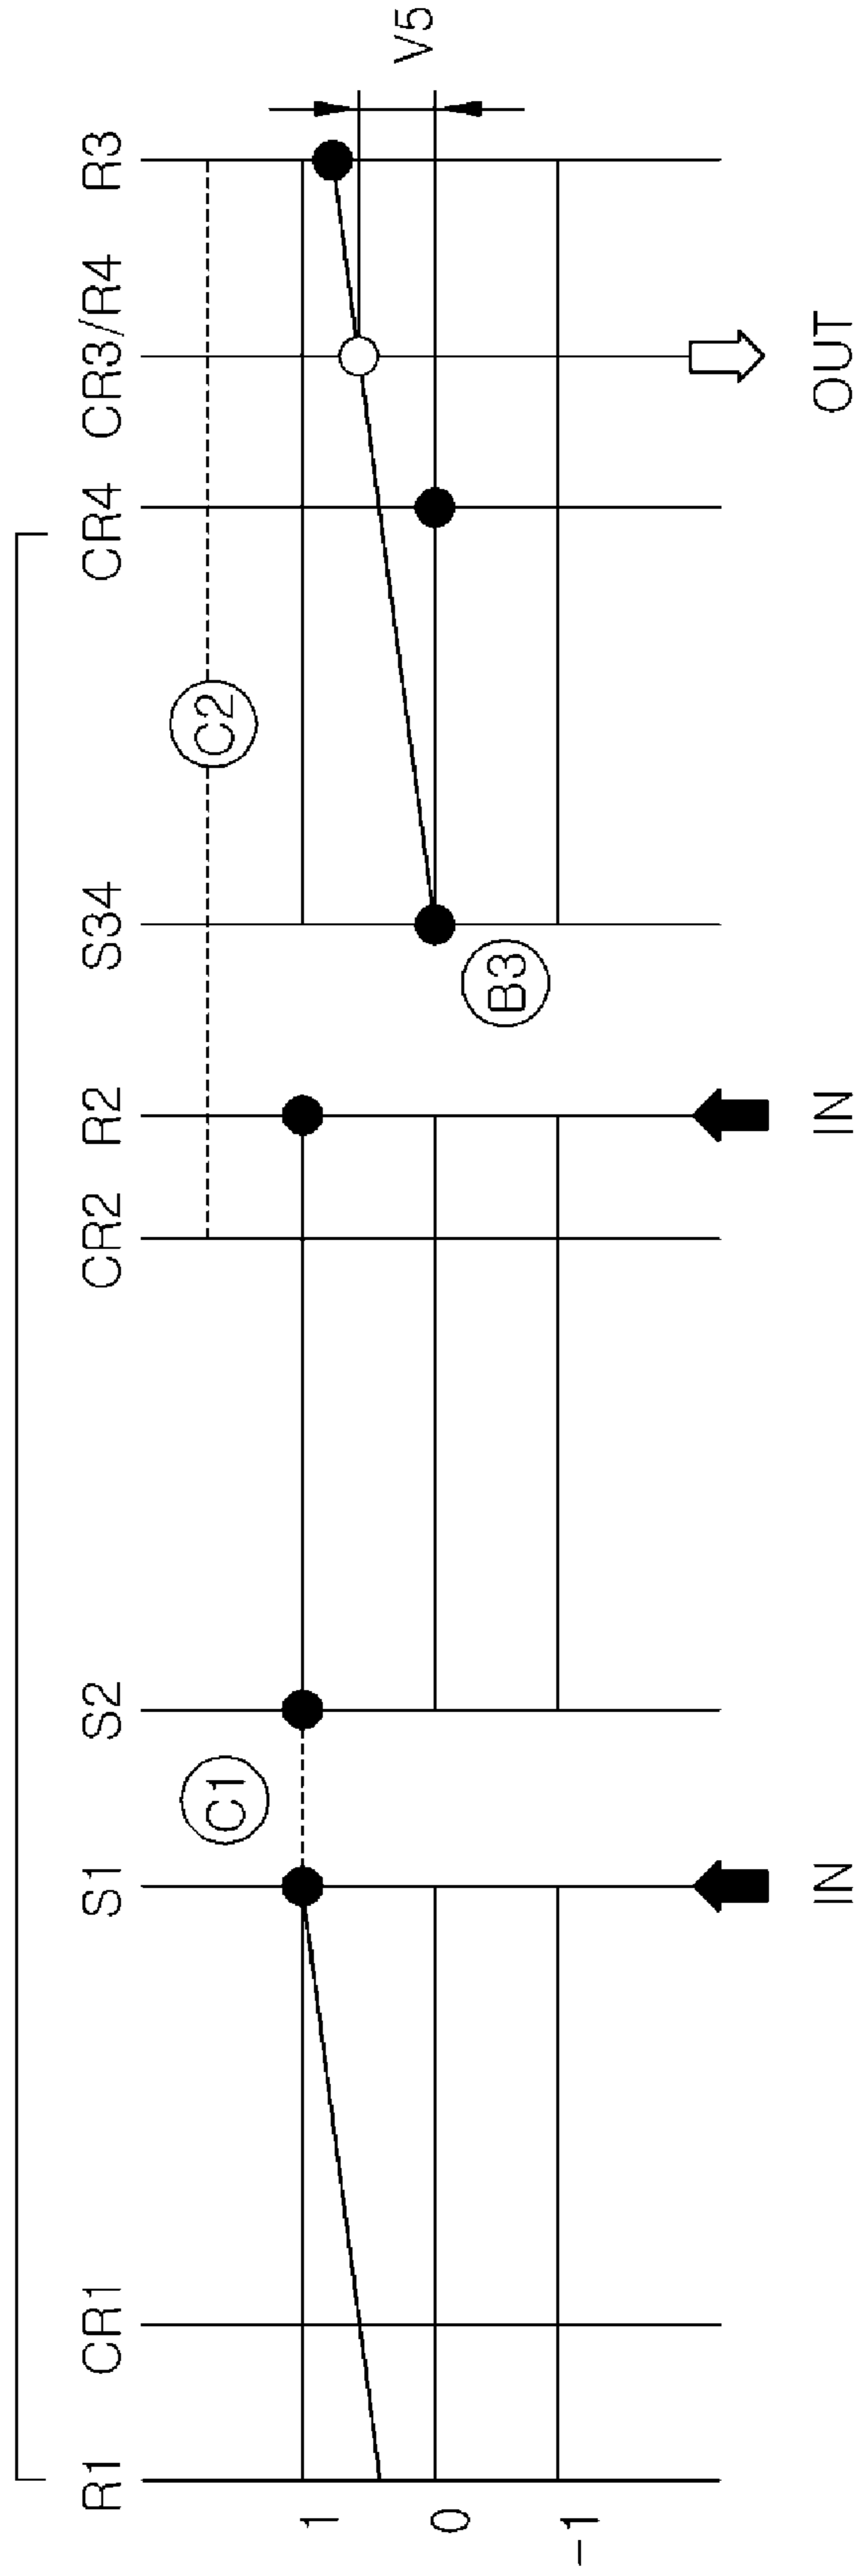 R1 CR1 S1 S2 CR2 R2 S34 CR4 CR3/R4 R3
C1 C2
1
0
-1
B3
V5
IN IN OUT